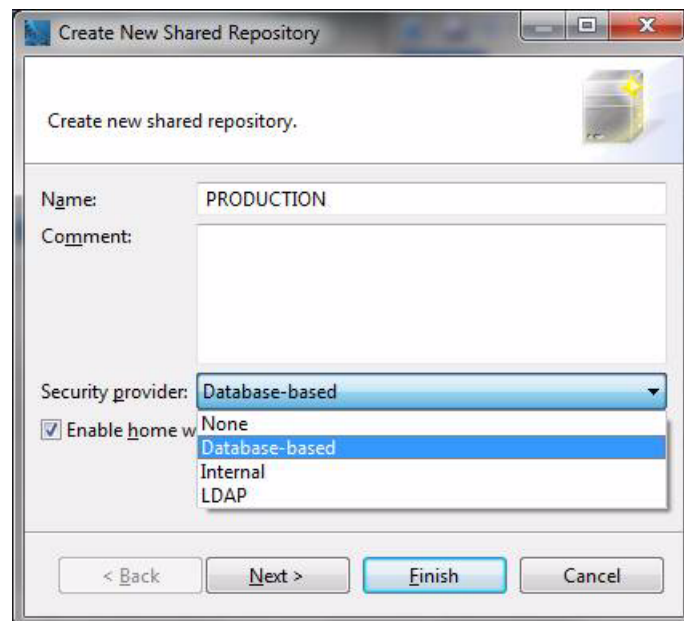 Create New Shared Repository
Create new shared repository.
Name: PRODUCTION
Comment:
Security provider: Database-based
Enable home w
None
Database-based
Internal
LDAP
< Back Next > Finish Cancel